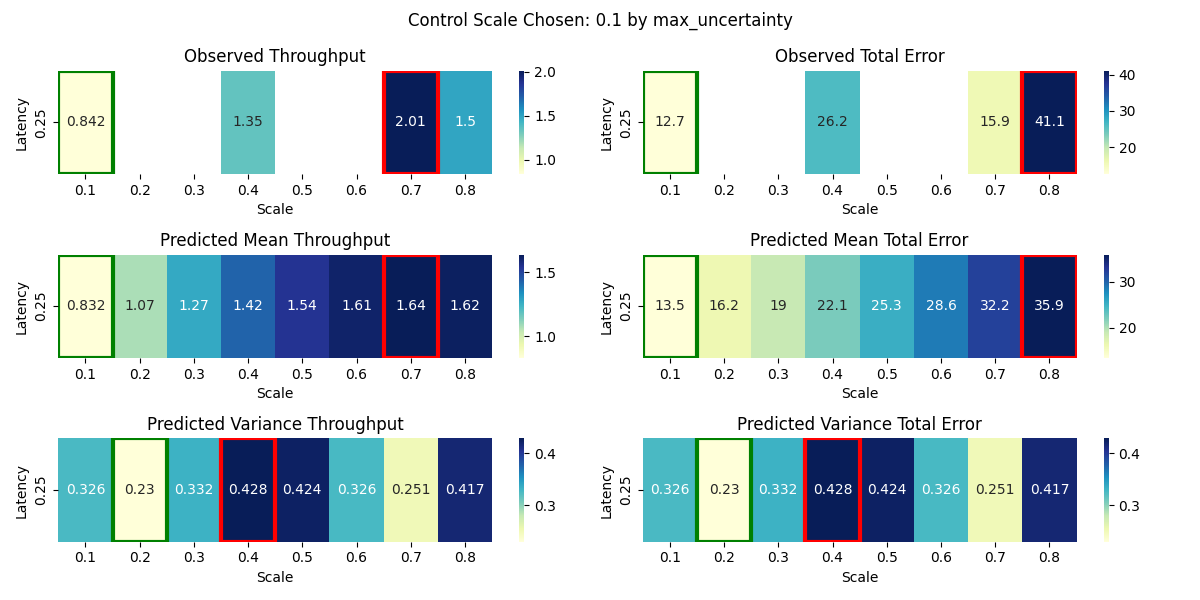 Control Scale Chosen: 0.1 by max_uncertainty
Observed Throughput
Latency
0.25
0.842
1.35
2.01
1.5
0.1 0.2 0.3 0.4 0.5 0.6 0.7 0.8
Scale
2.0
1.5
1.0
Observed Total Error
Latency
0.25
12.7
26.2
15.9
41.1
0.1 0.2 0.3 0.4 0.5 0.6 0.7 0.8
Scale
40
30
20
Predicted Mean Throughput
Latency
0.25
0.832 1.07 1.27 1.42 1.54 1.61 1.64 1.62
0.1 0.2 0.3 0.4 0.5 0.6 0.7 0.8
Scale
1.5
1.0
Predicted Mean Total Error
Latency
0.25
13.5 16.2 19 22.1 25.3 28.6 32.2 35.9
0.1 0.2 0.3 0.4 0.5 0.6 0.7 0.8
Scale
30
20
Predicted Variance Throughput
Latency
0.25
0.326 0.23 0.332 0.428 0.424 0.326 0.251 0.417
0.1 0.2 0.3 0.4 0.5 0.6 0.7 0.8
Scale
0.4
0.3
Predicted Variance Total Error
Latency
0.25
0.326 0.23 0.332 0.428 0.424 0.326 0.251 0.417
0.1 0.2 0.3 0.4 0.5 0.6 0.7 0.8
Scale
0.4
0.3